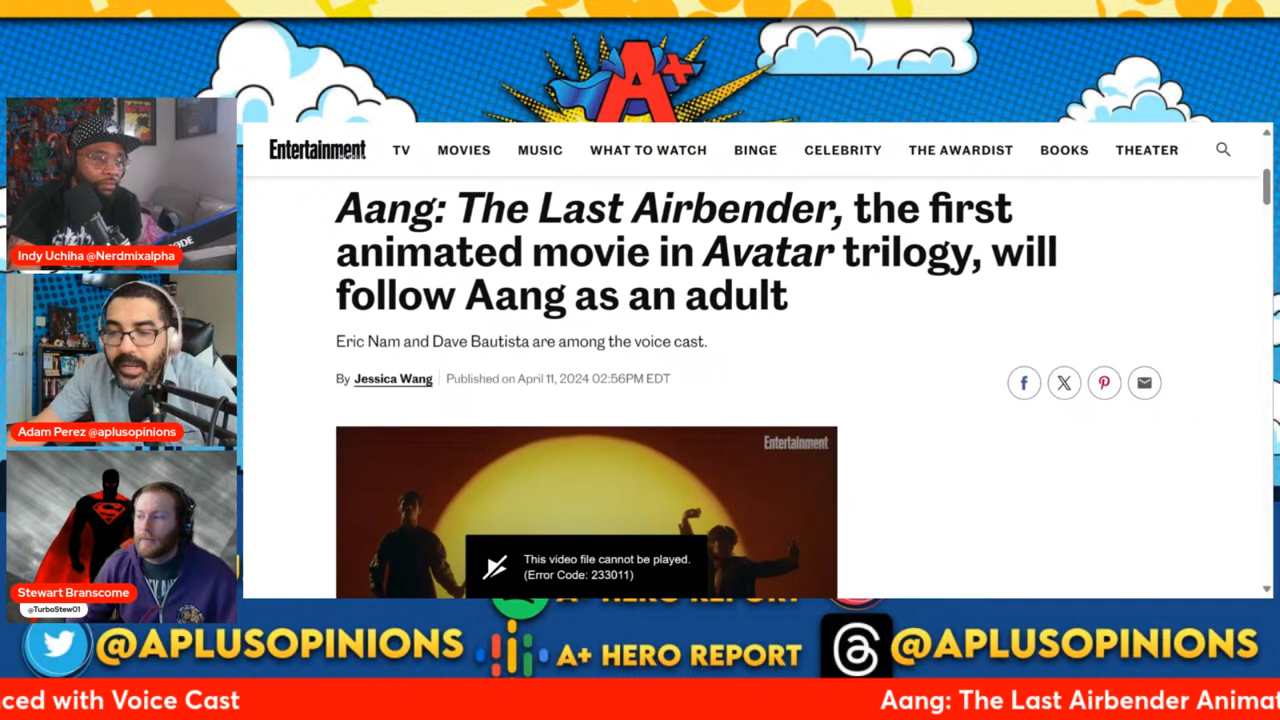 A+
Entertainment
TV
MOVIES
MUSIC
WHAT TO WATCH
BINGE
CELEBRITY
THE AWARDIST
BOOKS
THEATER
Aang: The Last Airbender, the first
animated movie in Avatar trilogy, will
follow Aang as an adult
Eric Nam and Dave Bautista are among the voice cast.
By Jessica Wang
Published on April 11, 2024 02:56PM EDT
Entertainment
This video file cannot be played.
(Error Code: 233011)
Indy Uchiha @Nerdmixalpha
Adam Perez @aplusopinions
Stewart Branscome
@TurboStew01
A+ HERO REPORT
@APLUSOPINIONS
A+ HERO REPORT
@APLUSOPINIONS
ced with Voice Cast
Aang: The Last Airbender Animat